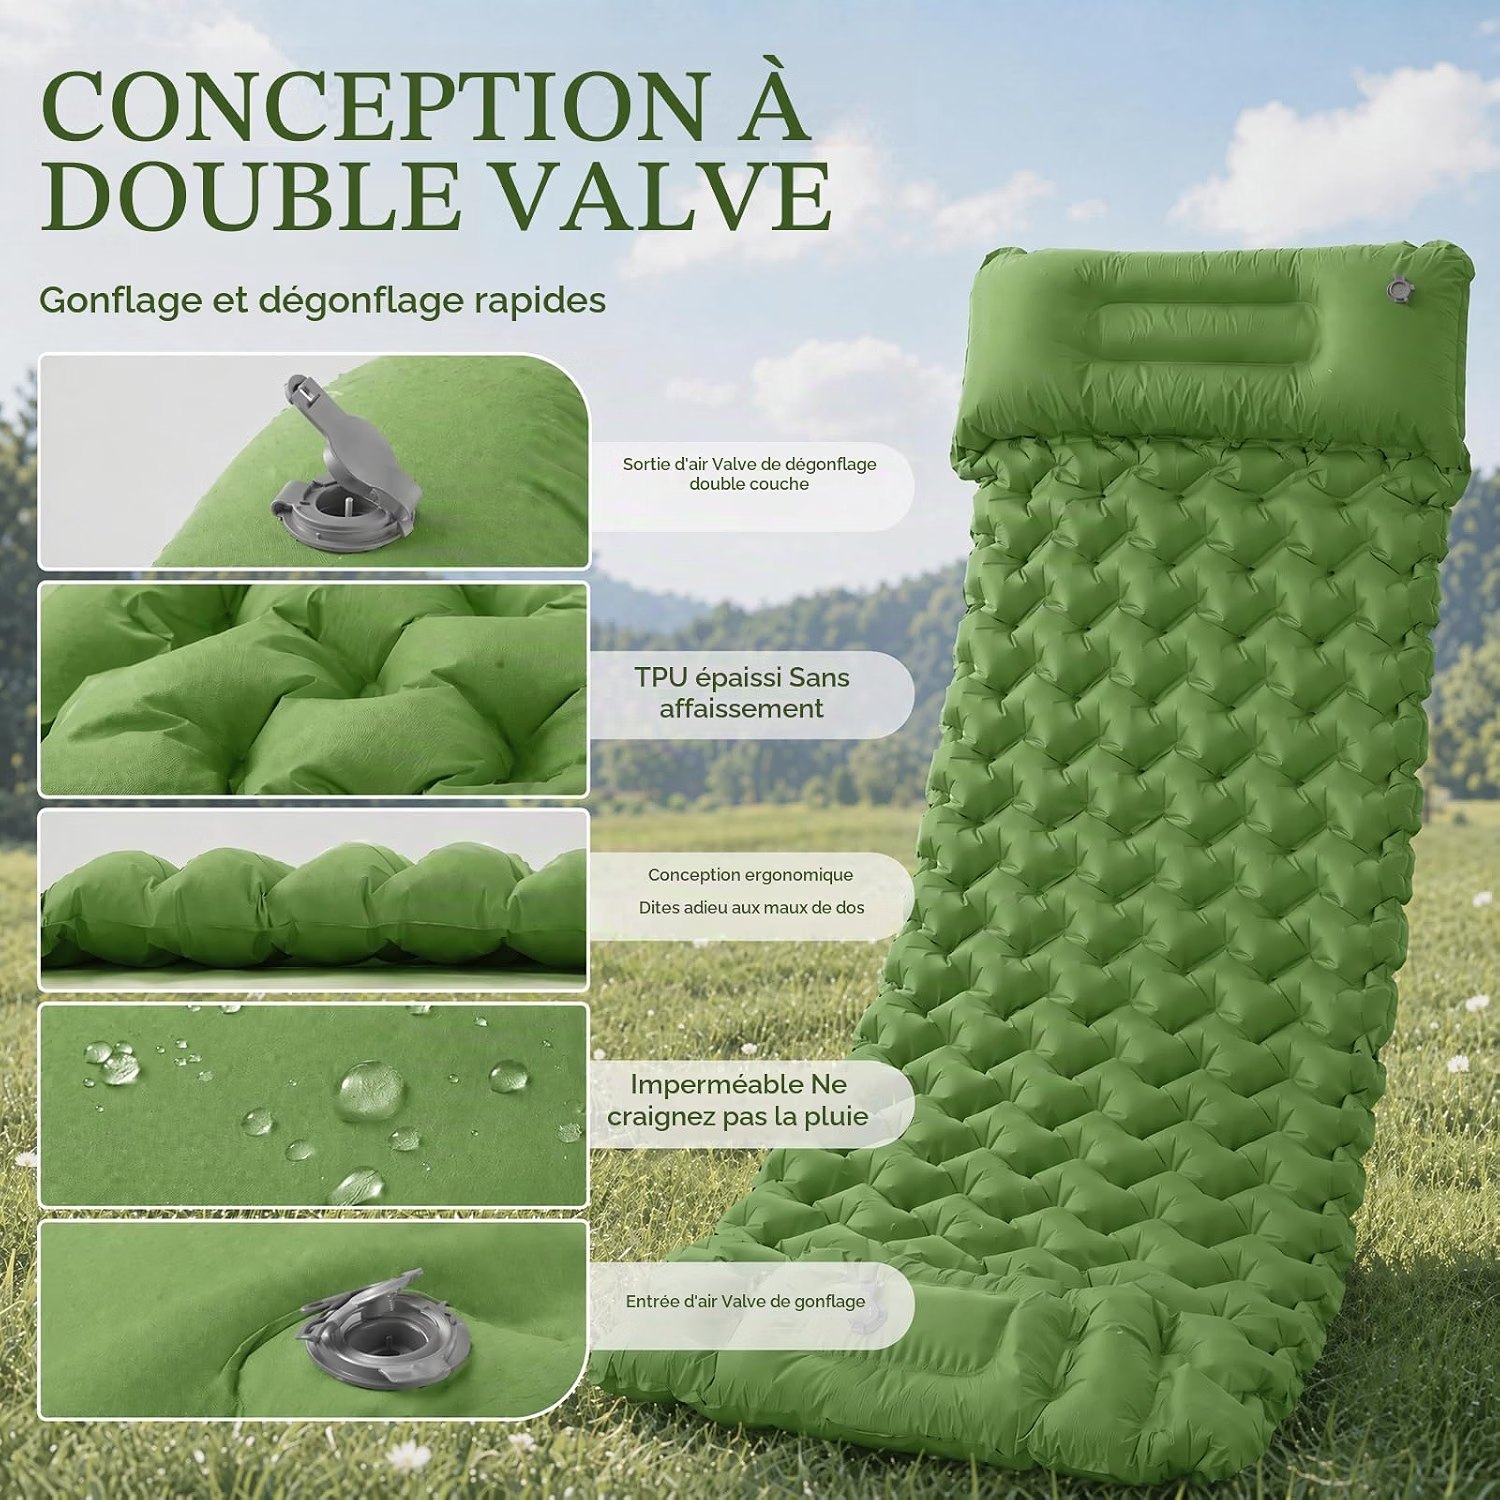 CONCEPTION À
DOUBLE VALVE
Gonflage et dégonflage rapides
Sortie d'air Valve de dégonflage
double couche
TPU épaissi Sans
affaissement
Conception ergonomique
Dites adieu aux maux de dos
Imperméable Ne
craignez pas la pluie
Entrée d'air Valve de gonflage